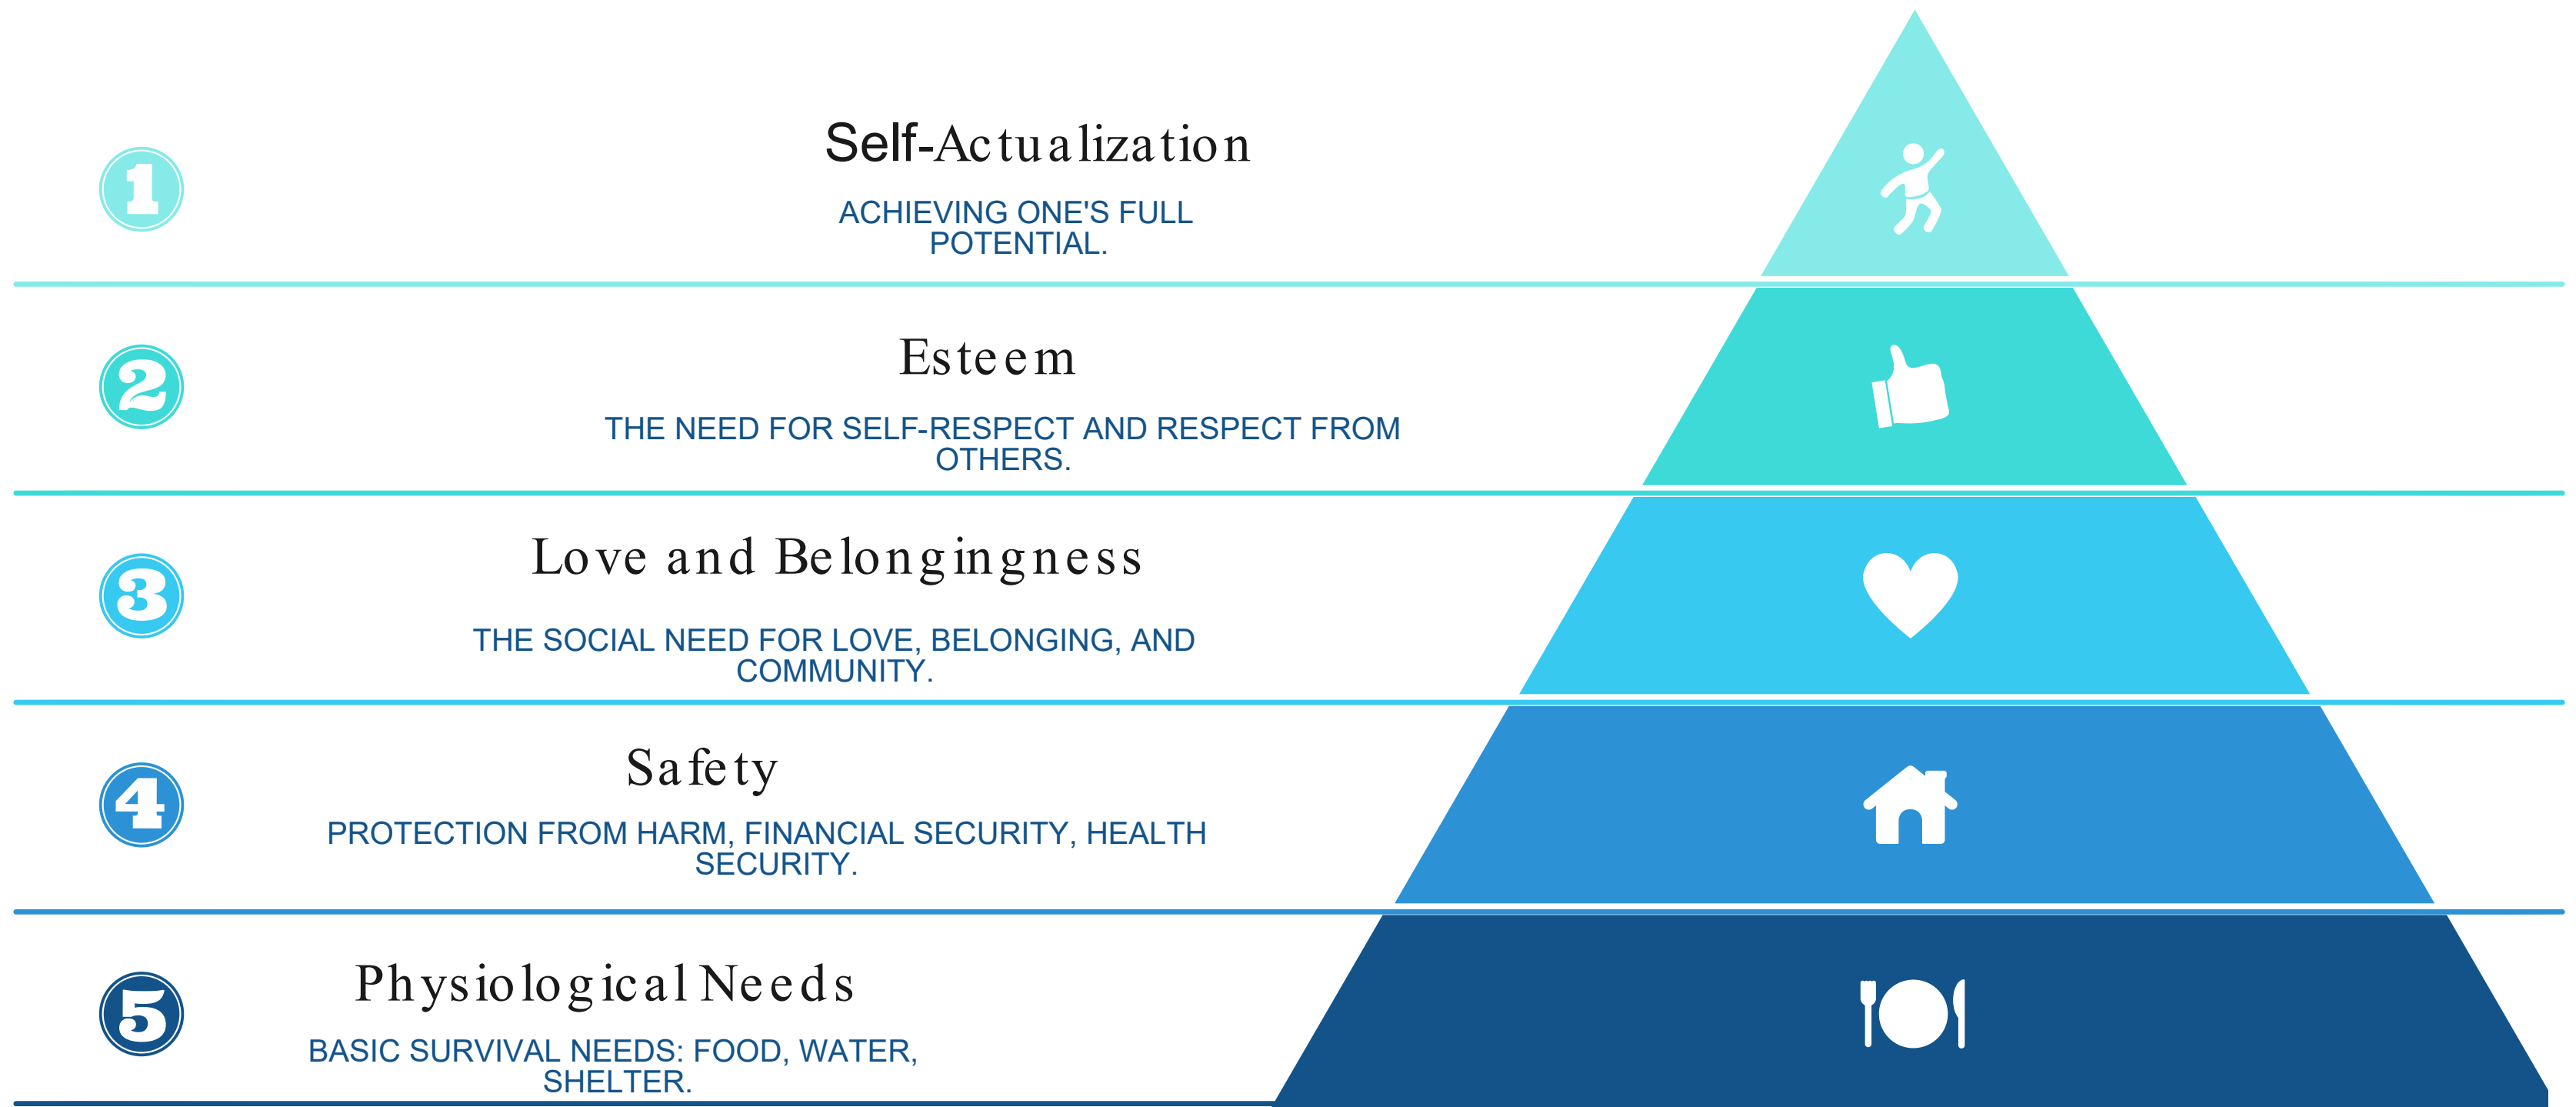 1
Self-Actualization
ACHIEVING ONE'S FULL
POTENTIAL.
2
Esteem
THE NEED FOR SELF-RESPECT AND RESPECT FROM
OTHERS.
3
Love and Belongingness
THE SOCIAL NEED FOR LOVE, BELONGING, AND
COMMUNITY.
4
Safety
PROTECTION FROM HARM, FINANCIAL SECURITY, HEALTH
SECURITY.
5
Physiological Needs
BASIC SURVIVAL NEEDS: FOOD, WATER,
SHELTER.